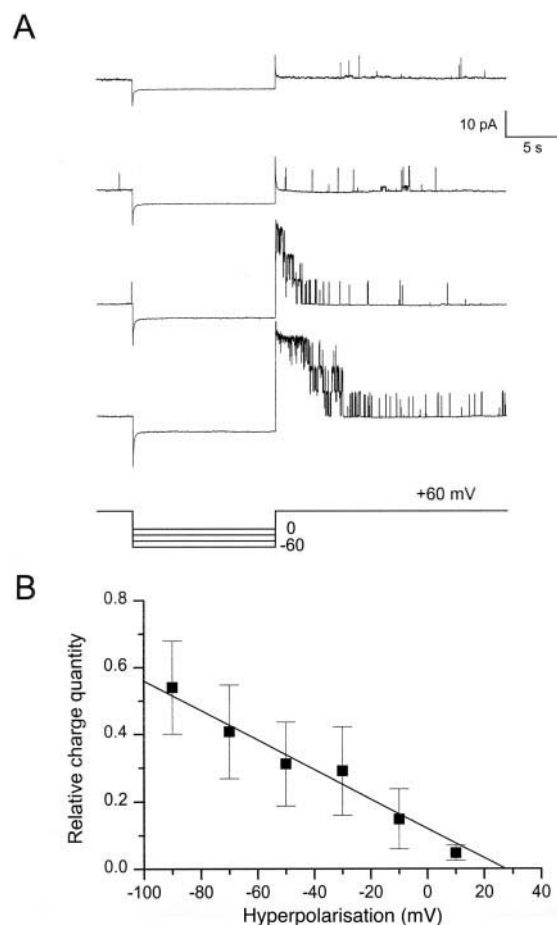 A
10 pA
5 s
+60 mV
0
-60
B
0.8
0.6
0.4
0.2
0.0
Relative charge quantity
-100 -80 -60 -40 -20 0 20 40
Hyperpolarisation (mV)